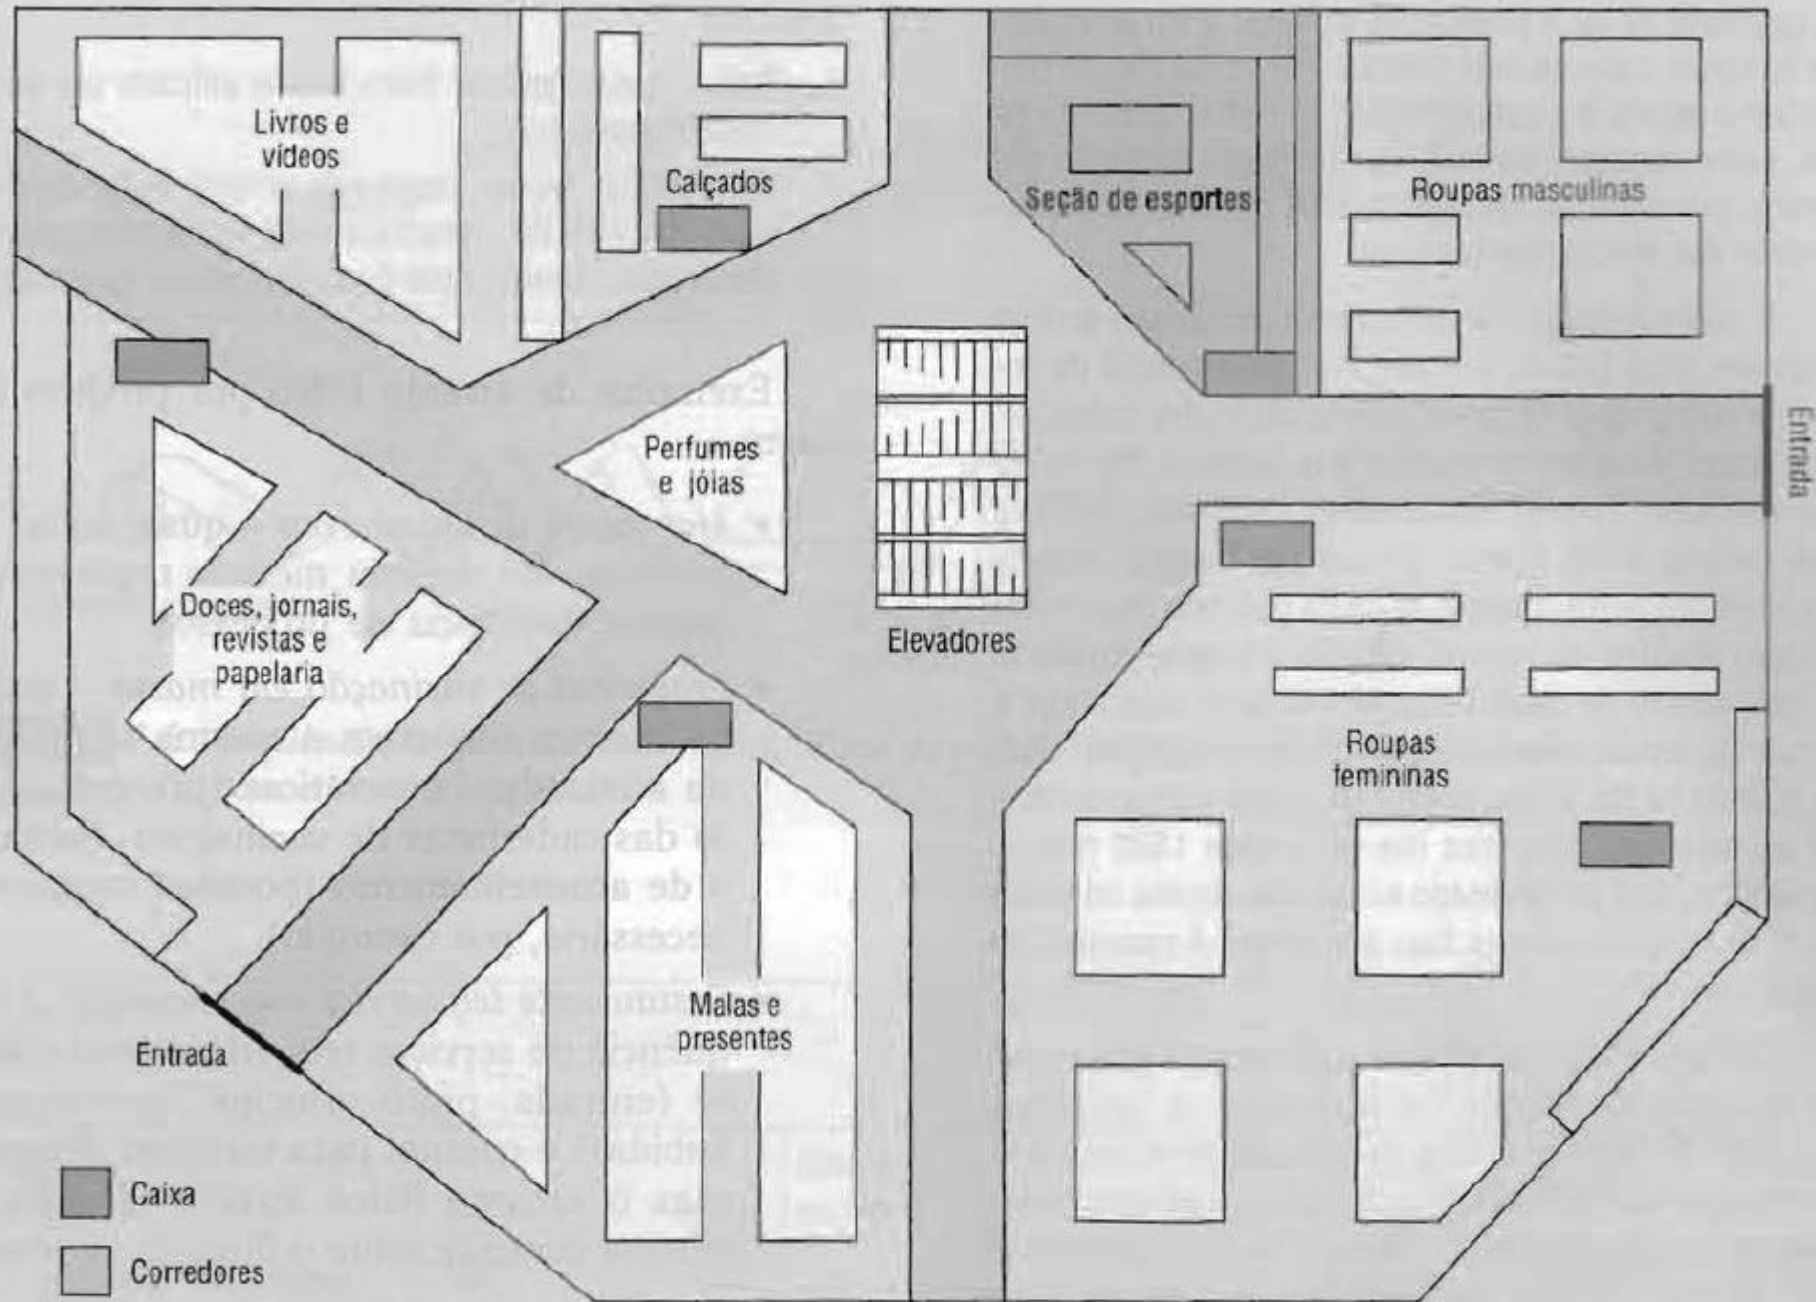 Livros e
vídeos
Calçados
Seção de esportes
Roupas masculinas
Perfumes
e jóias
Entrada
Elevadores
Doces, jornais,
revistas e
papelaria
Roupas
femininas
Malas e
presentes
Entrada
Caixa
Corredores